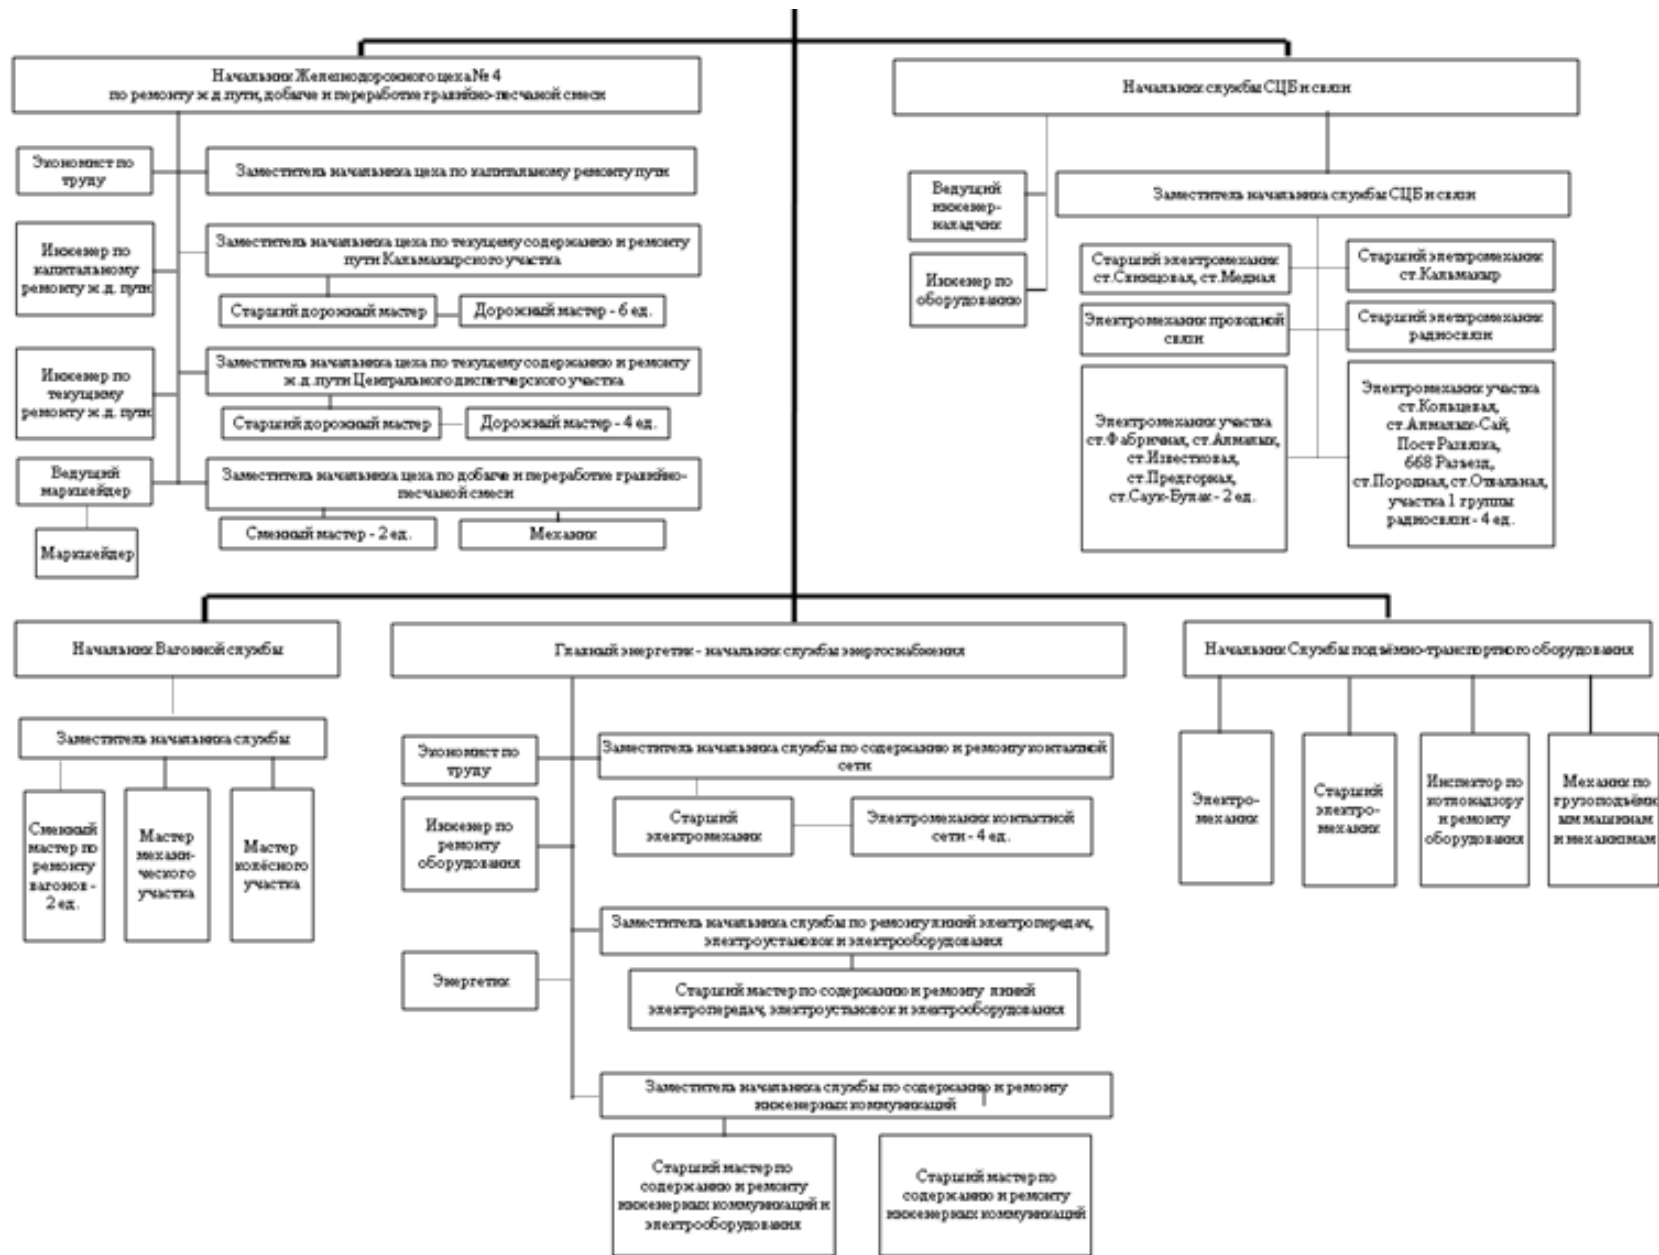 Начальник Железнодорожного цеха № 4
по ремонту ж.д.пути, добыче и переработке гравийно-песчаной смеси
Экономист по
труду
Заместитель начальника цеха по капитальному ремонту пути
Инженер по
капитальному
ремонту ж.д. пути
Заместитель начальника цеха по текущему содержанию и ремонту
пути Кальмакырского участка
Старший дорожный мастер
Дорожный мастер - 6 ед.
Инженер по
текущиму
ремонту ж.д. пути
Заместитель начальника цеха по текущему содержанию и ремонту
ж.д.пути Центрального диспетчерского участка
Старший дорожный мастер
Дорожный мастер - 4 ед.
Ведущий
маркшейдер
Заместитель начальника цеха по добыче и переработке гравийно-
песчаной смеси
Маркшейдер
Сменный мастер - 2 ед.
Механик
Начальник службы СЦБ и связи
Ведущий
инженер-
наладчик
Инженер по
оборудованию
Заместитель начальника службы СЦБ и связи
Старший электромеханик
ст.Свинцовая, ст.Медная
Старший элеткромеханик
ст.Кальмакыр
Электромеханик проходной
связи
Старший элеткромеханик
радиосвязи
Электромеханик участка
ст.Фабричная, ст.Алмалык,
ст.Известковая,
ст.Предгорная,
ст.Саук-Булак - 2 ед.
Электромеханик участка
ст.Кольцевая,
ст.Алмалык-Сай,
Пост Развязка,
668 Разъезд,
ст.Породная, ст.Отвальная,
участка 1 группы
радиосвязи - 4 ед.
Начальник Вагонной службы
Заместитель начальника службы
Сменный
мастер по
ремонту
вагонов -
2 ед.
Мастер
механи-
ческого
участка
Мастер
колёсного
участка
Главный энергетик - начальник службы энергоснабжения
Экономист по
труду
Заместитель начальника службы по содержанию и ремонту контактной
сети
Инженер по
ремонту
оборудования
Старший
электромеханик
Электромеханик контактной
сети - 4 ед.
Заместитель начальника службы по ремонту линий электропередач,
электроустановок и электрооборудования
Энергетик
Старший мастер по содержанию и ремонту линий
электропередач, электроустановок и электрооборудования
Заместитель начальника службы по содержанию и ремонту
инженерных коммуникаций
Старший мастер по
содержанию и ремонту
инженерных коммуникаций и
электрооборудования
Старший мастер по
содержанию и ремонту
инженерных коммуникаций
Начальник Службы подъёмно-транспортного оборудования
Электро-
механик
Старший
электро-
механик
Инспектор по
котлонадзору
и ремонту
оборудования
Механик по
грузоподъёмн
ым машинам
и механизмам